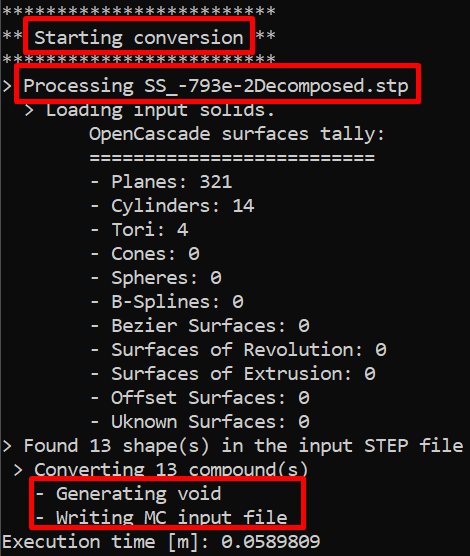 **************************
** Starting conversion **
**************************
> Processing SS_-793e-2Decomposed.stp
> Loading input solids.
OpenCascade surfaces tally:
===========================
- Planes: 321
- Cylinders: 14
- Tori: 4
- Cones: 0
- Spheres: 0
- B-Splines: 0
- Bezier Surfaces: 0
- Surfaces of Revolution: 0
- Surfaces of Extrusion: 0
- Offset Surfaces: 0
- Uknown Surfaces: 0
> Found 13 shape(s) in the input STEP file
> Converting 13 compound(s)
- Generating void
- Writing MC input file
Execution time [m]: 0.0589809